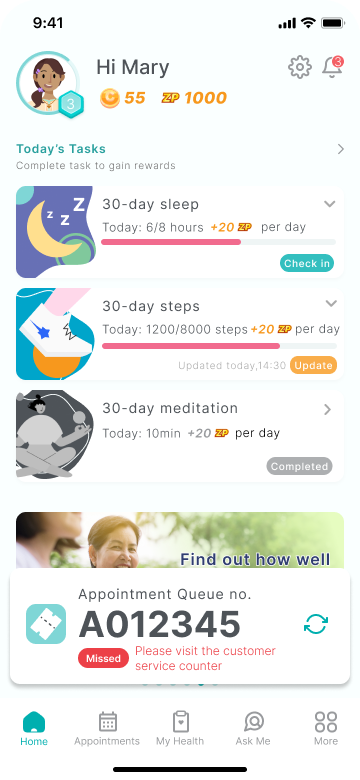 9:41
Hi Mary
3
3
55 ZP 1000
Today's Tasks
Complete task to gain rewards
z z Z
30-day sleep
Today: 6/8 hours +20 ZP per day
Check in
30-day steps
Today: 1200/8000 steps +20 ZP per day
Updated today,14:30 Update
30-day meditation
Today: 10min +20 ZP per day
Completed
Find out how well
Appointment Queue no.
A012345
Missed Please visit the customer
service counter
Home Appointments My Health Ask Me More